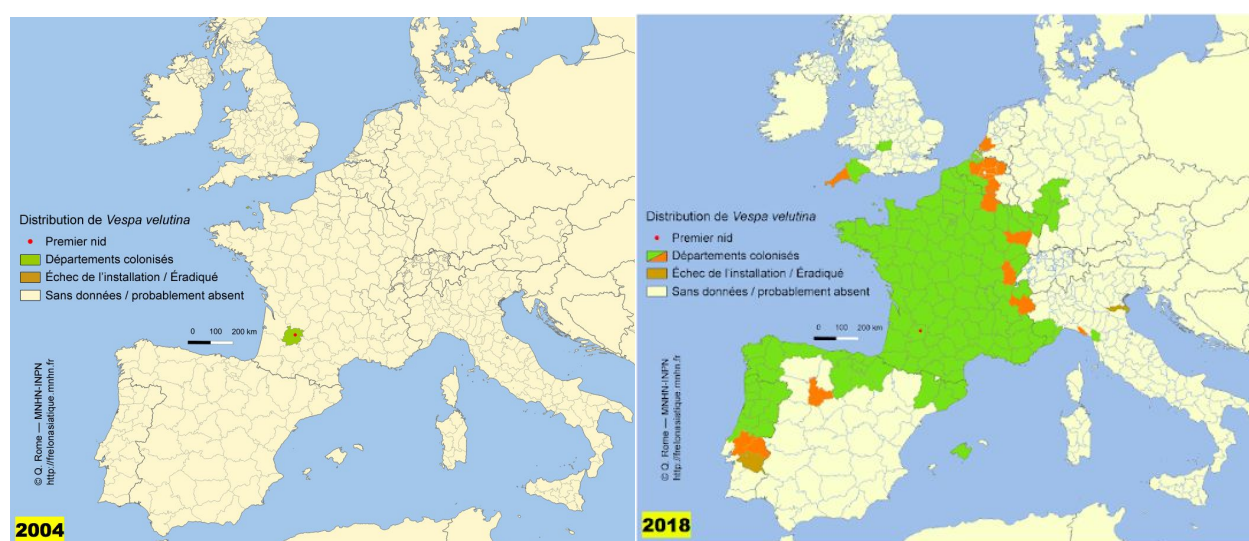 Distribution de Vespa velutina
Premier nid
Départements colonisés
Échec de l'installation / Éradiqué
Sans données / probablement absent
0 100 200 km
© Q. Rome — MNHN-INPN
http://frelonasiatique.mnhn.fr
2004
Distribution de Vespa velutina
Premier nid
Départements colonisés
Échec de l'installation / Éradiqué
Sans données / probablement absent
0 100 200 km
© Q. Rome — MNHN-INPN
http://frelonasiatique.mnhn.fr
2018